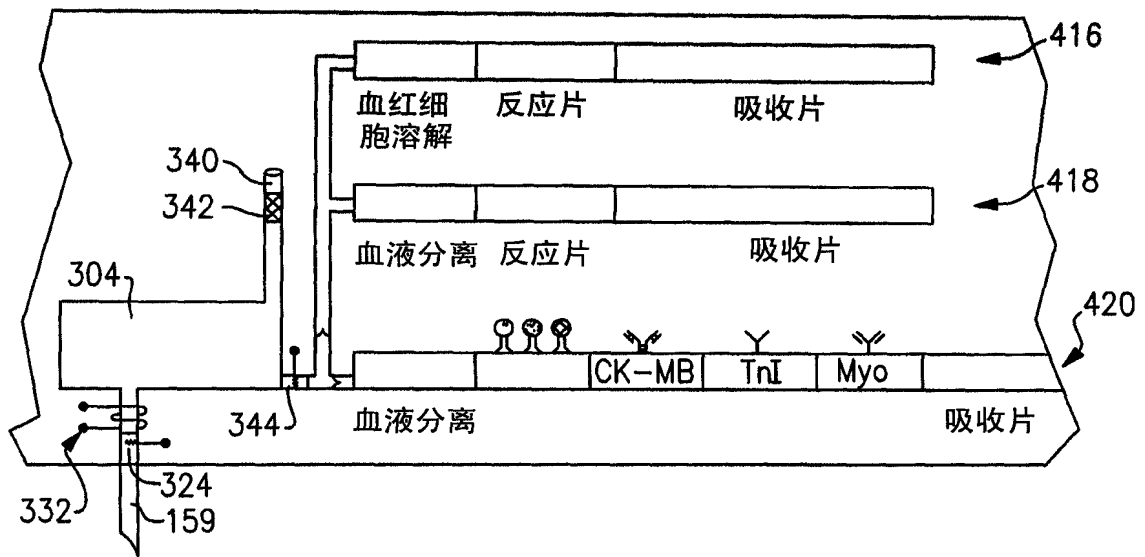 416
血红细
胞溶解
反应片
吸收片
340
342
418
血液分离
反应片
吸收片
304
420
CK-MB
TnI
Myo
344
血液分离
吸收片
332
324
159